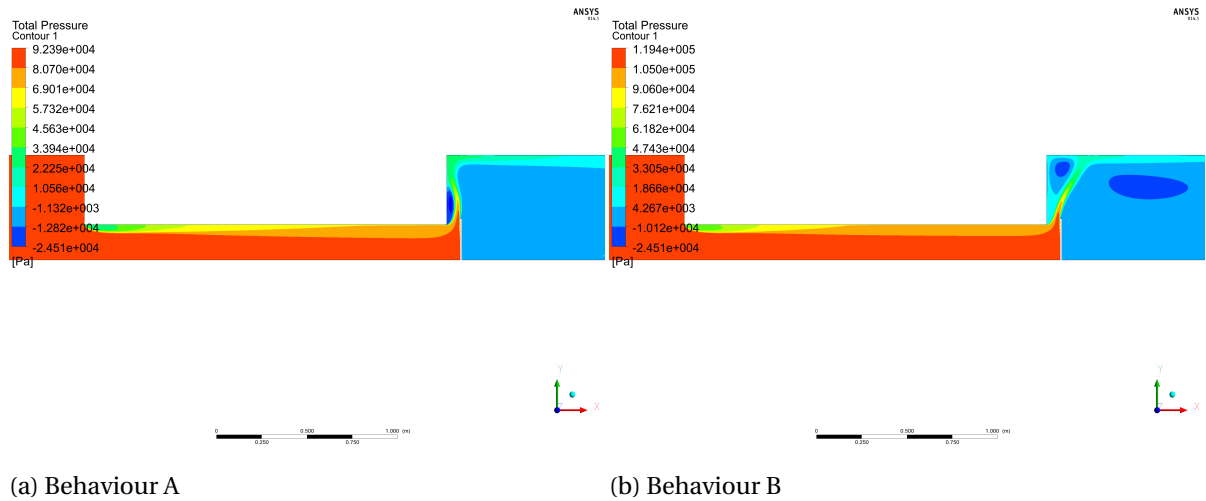 ANSYS
R14.5
Total Pressure
Contour 1
9.239e+004
8.070e+004
6.901e+004
5.732e+004
4.563e+004
3.394e+004
2.225e+004
1.056e+004
-1.132e+003
-1.282e+004
-2.451e+004
[Pa]
Y
X
Z
0 0.500 1.000 (m)
0.250 0.750
(a) Behaviour A
ANSYS
R14.5
Total Pressure
Contour 1
1.194e+005
1.050e+005
9.060e+004
7.621e+004
6.182e+004
4.743e+004
3.305e+004
1.866e+004
4.267e+003
-1.012e+004
-2.451e+004
[Pa]
Y
X
Z
0 0.500 1.000 (m)
0.250 0.750
(b) Behaviour B